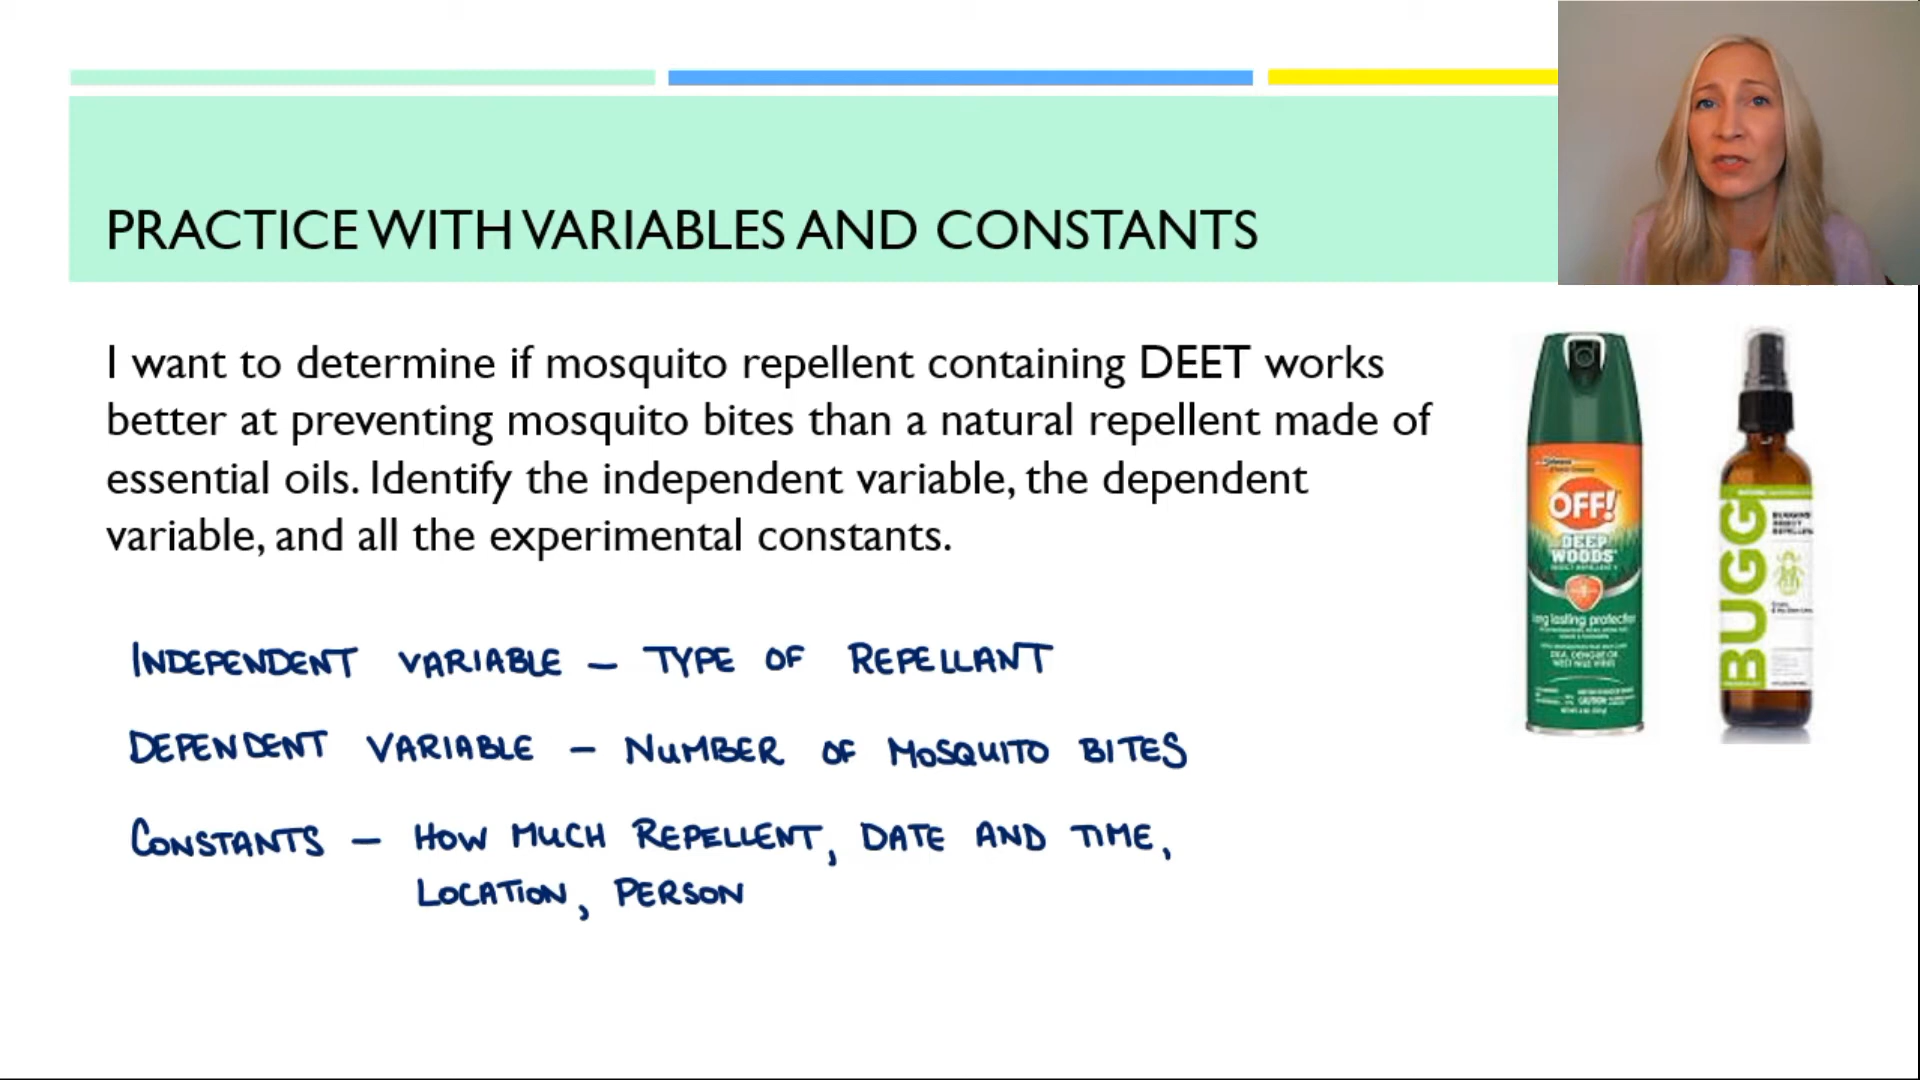 PRACTICE WITH VARIABLES AND CONSTANTS
I want to determine if mosquito repellent containing DEET works
better at preventing mosquito bites than a natural repellent made of
essential oils. Identify the independent variable, the dependent
variable, and all the experimental constants.
INDEPENDENT VARIABLE – TYPE OF REPELLANT
DEPENDENT VARIABLE – NUMBER OF MOSQUITO BITES
CONSTANTS – HOW MUCH REPELLENT, DATE AND TIME,
LOCATION, PERSON
OFF!
DEEP
WOODS
long lasting protection
BUGG